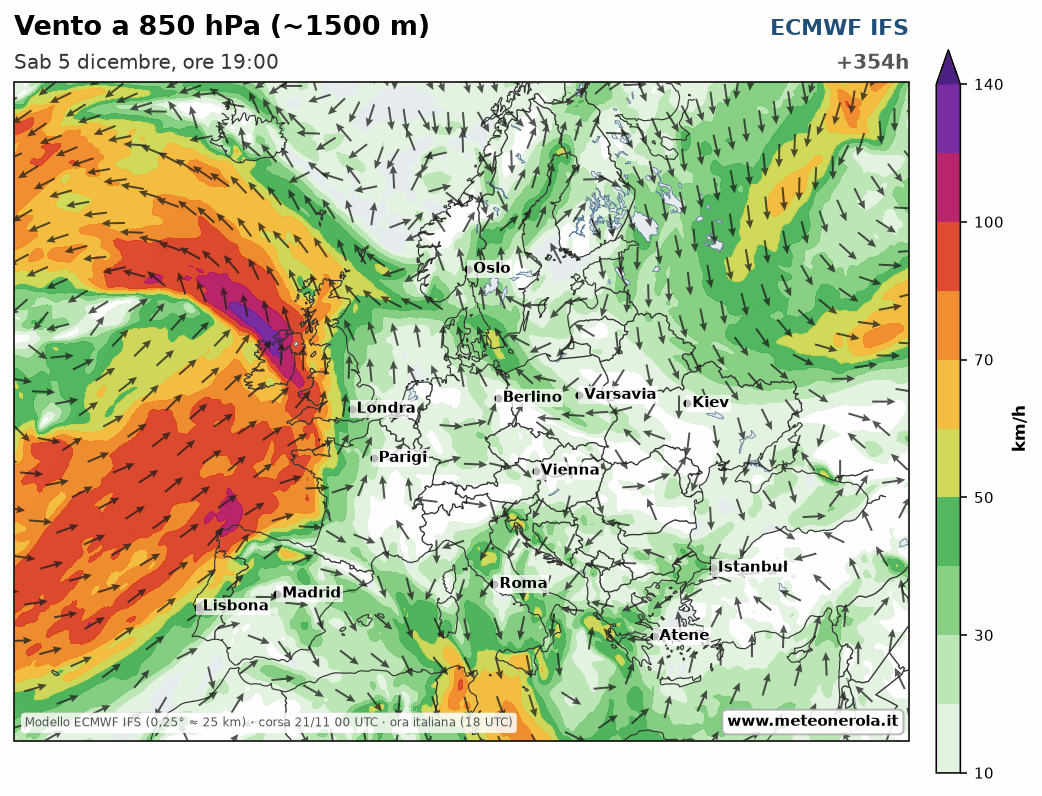 Vento a 850 hPa (~1500 m)
ECMWF IFS
Sab 5 dicembre, ore 19:00
+354h
140
100
70
50
30
10
km/h
Oslo
Berlino
Varsavia
Kiev
Londra
Parigi
Vienna
Istanbul
Roma
Madrid
Lisbona
Atene
Modello ECMWF IFS (0,25° ≈ 25 km) · corsa 21/11 00 UTC · ora italiana (18 UTC)
www.meteonerola.it